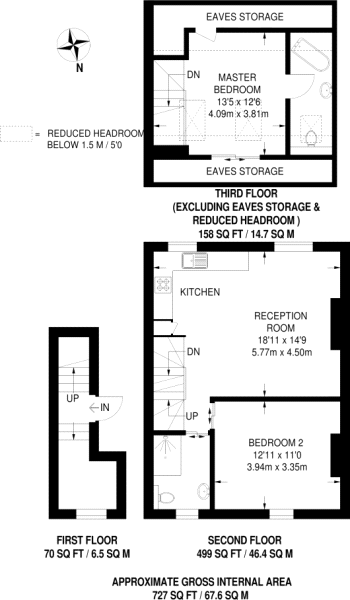 EAVES STORAGE
N
DN
MASTER
BEDROOM
13'5 x 12'6
4.09m x 3.81m
= REDUCED HEADROOM
BELOW 1.5 M / 5'0
EAVES STORAGE
THIRD FLOOR
(EXCLUDING EAVES STORAGE &
REDUCED HEADROOM )
158 SQ FT / 14.7 SQ M
KITCHEN
RECEPTION
ROOM
18'11 x 14'9
5.77m x 4.50m
DN
UP
IN
UP
BEDROOM 2
12'11 x 11'0
3.94m x 3.35m
FIRST FLOOR
70 SQ FT / 6.5 SQ M
SECOND FLOOR
499 SQ FT / 46.4 SQ M
APPROXIMATE GROSS INTERNAL AREA
727 SQ FT / 67.6 SQ M